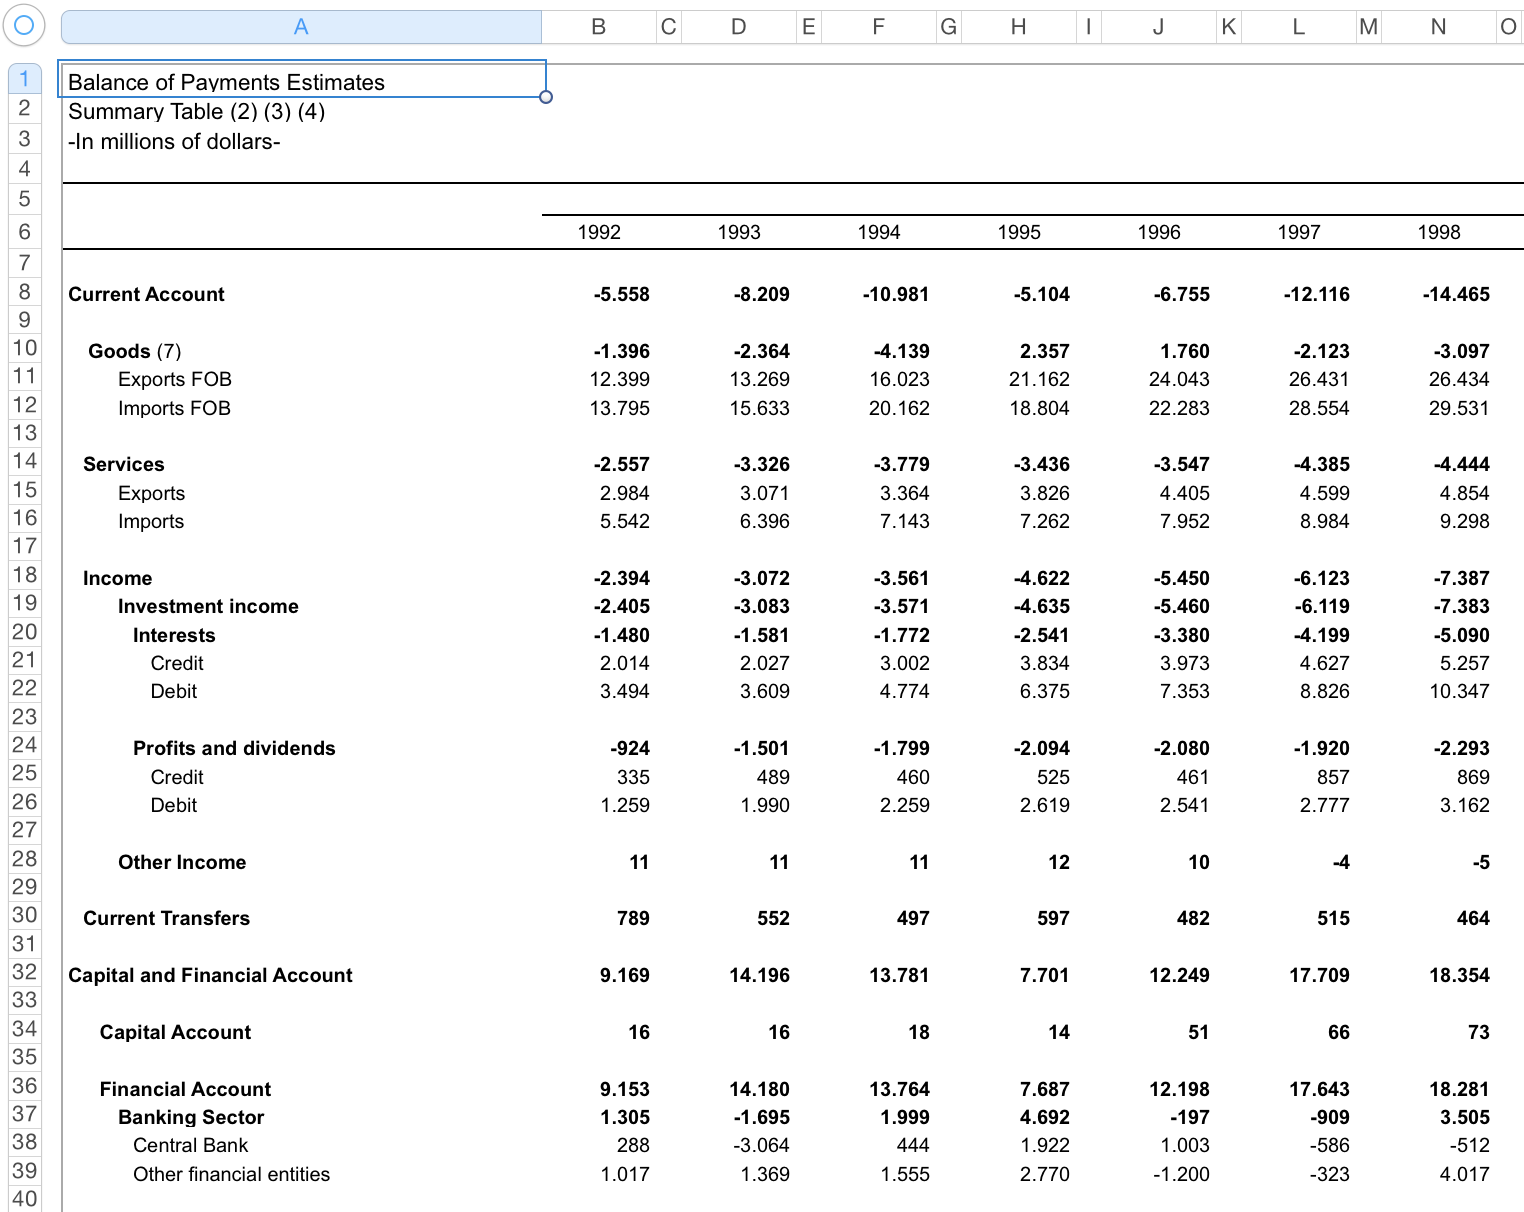 A B C D E F G H I J K L M N O
1 Balance of Payments Estimates
2 Summary Table (2) (3) (4)
3 -In millions of dollars-
4
5
6 1992 1993 1994 1995 1996 1997 1998
7
8 Current Account -5.558 -8.209 -10.981 -5.104 -6.755 -12.116 -14.465
9
10 Goods (7) -1.396 -2.364 -4.139 2.357 1.760 -2.123 -3.097
11 Exports FOB 12.399 13.269 16.023 21.162 24.043 26.431 26.434
12 Imports FOB 13.795 15.633 20.162 18.804 22.283 28.554 29.531
13
14 Services -2.557 -3.326 -3.779 -3.436 -3.547 -4.385 -4.444
15 Exports 2.984 3.071 3.364 3.826 4.405 4.599 4.854
16 Imports 5.542 6.396 7.143 7.262 7.952 8.984 9.298
17
18 Income -2.394 -3.072 -3.561 -4.622 -5.450 -6.123 -7.387
19 Investment income -2.405 -3.083 -3.571 -4.635 -5.460 -6.119 -7.383
20 Interests -1.480 -1.581 -1.772 -2.541 -3.380 -4.199 -5.090
21 Credit 2.014 2.027 3.002 3.834 3.973 4.627 5.257
22 Debit 3.494 3.609 4.774 6.375 7.353 8.826 10.347
23
24 Profits and dividends -924 -1.501 -1.799 -2.094 -2.080 -1.920 -2.293
25 Credit 335 489 460 525 461 857 869
26 Debit 1.259 1.990 2.259 2.619 2.541 2.777 3.162
27
28 Other Income 11 11 11 12 10 -4 -5
29
30 Current Transfers 789 552 497 597 482 515 464
31
32 Capital and Financial Account 9.169 14.196 13.781 7.701 12.249 17.709 18.354
33
34 Capital Account 16 16 18 14 51 66 73
35
36 Financial Account 9.153 14.180 13.764 7.687 12.198 17.643 18.281
37 Banking Sector 1.305 -1.695 1.999 4.692 -197 -909 3.505
38 Central Bank 288 -3.064 444 1.922 1.003 -586 -512
39 Other financial entities 1.017 1.369 1.555 2.770 -1.200 -323 4.017
40